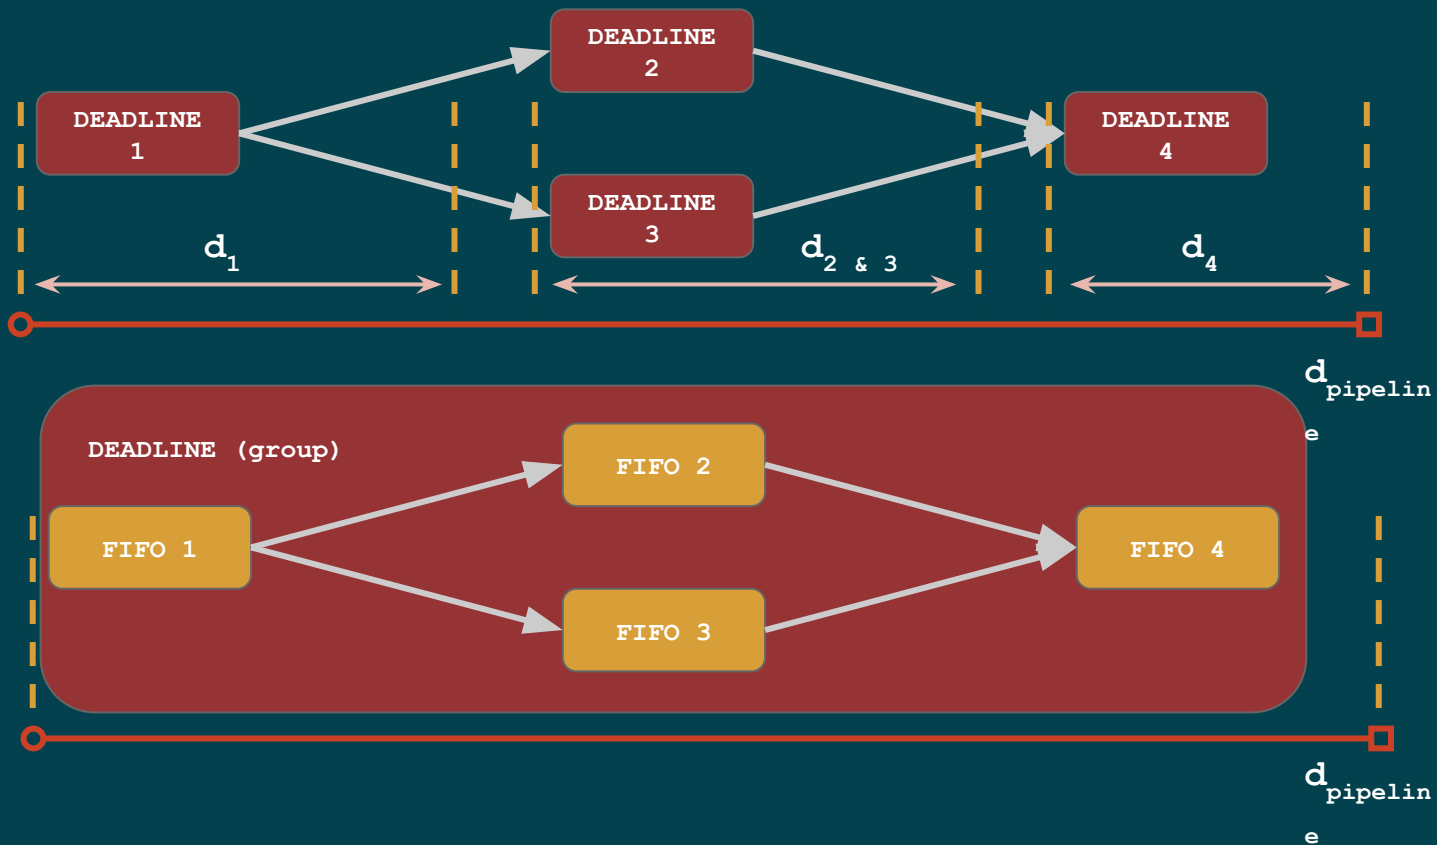 DEADLINE
2
DEADLINE
1
DEADLINE
4
DEADLINE
3
d1
d2 & 3
d4
dpipelin
e
DEADLINE (group)
FIFO 2
FIFO 1
FIFO 4
FIFO 3
dpipelin
e